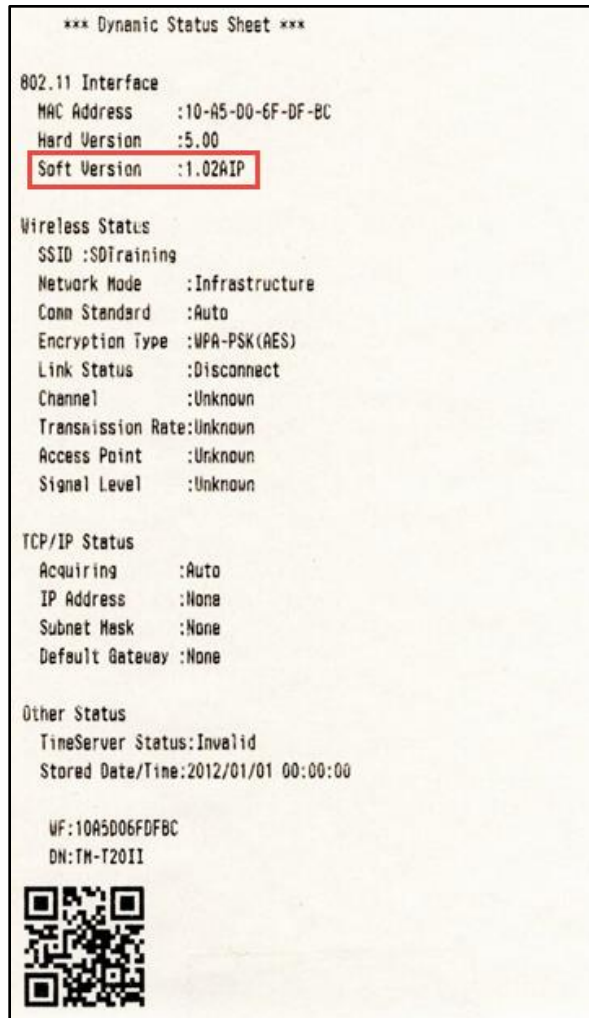 *** Dynamic Status Sheet ***
802.11 Interface
MAC Address :10-A5-D0-6F-DF-BC
Hard Version :5.00
Soft Version :1.02AIP
Wireless Status
SSID :SDTraining
Network Mode :Infrastructure
Comm Standard :Auto
Encryption Type :WPA-PSK(AES)
Link Status :Disconnect
Channel :Unknown
Transmission Rate:Unknown
Access Point :Unknown
Signal Level :Unknown
TCP/IP Status
Acquiring :Auto
IP Address :None
Subnet Mask :None
Default Gateway :None
Other Status
TimeServer Status:Invalid
Stored Date/Time:2012/01/01 00:00:00
WF:10A5D06FDFBC
DN:TM-T20II